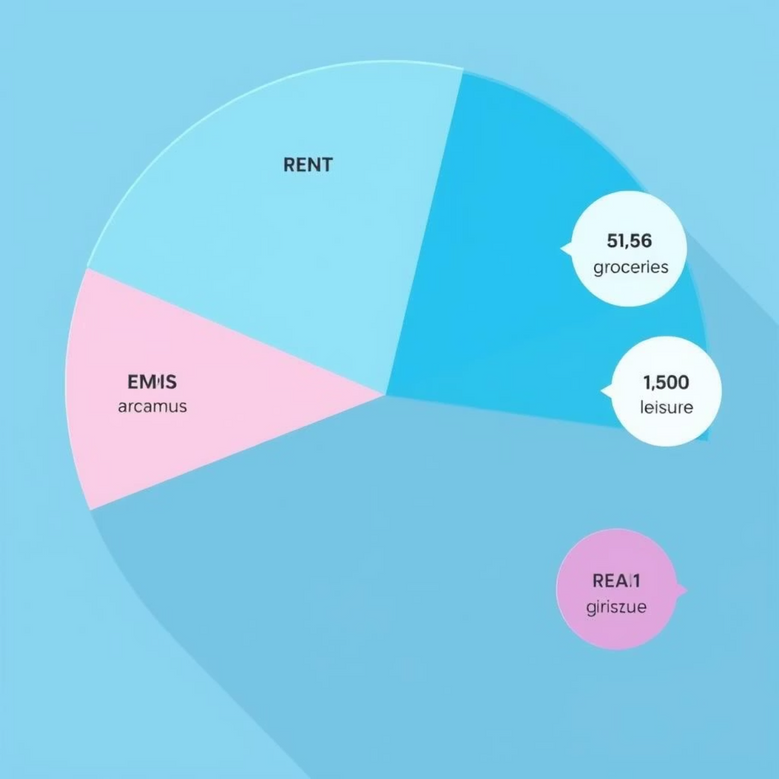 RENT
51,56
groceries
1,500
leisure
arcamus
giriszue